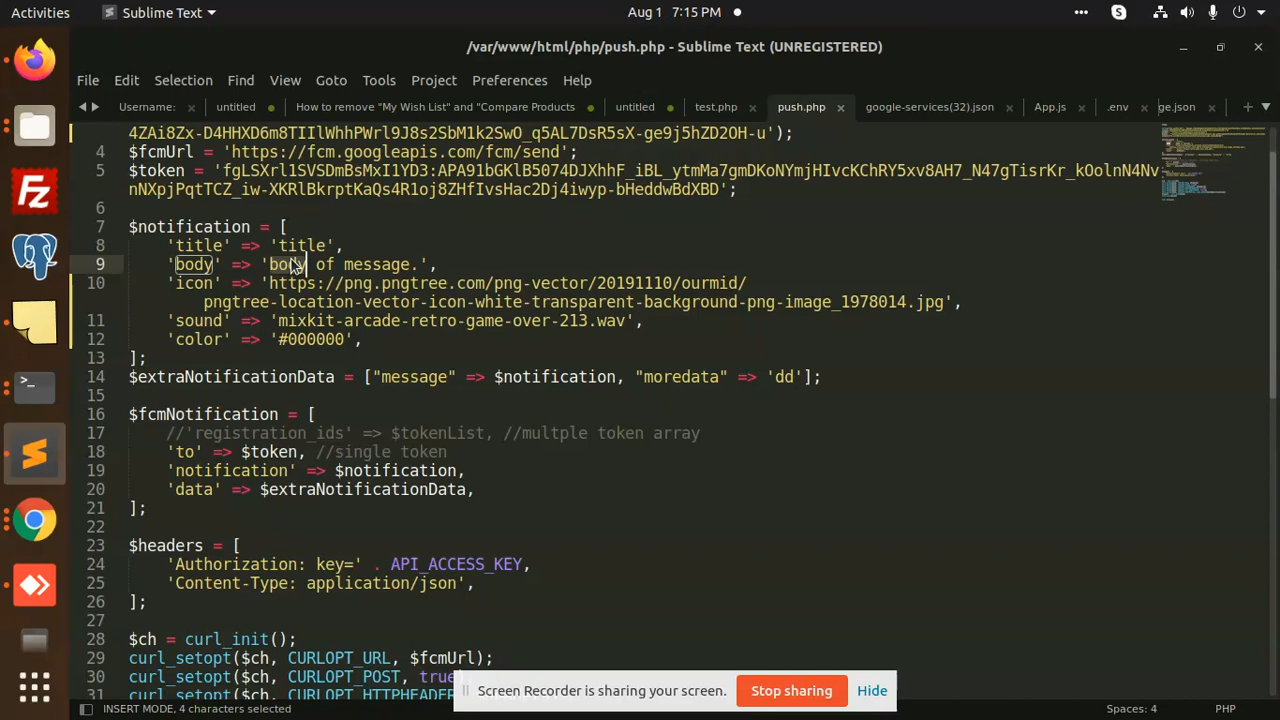 Activities
Sublime Text
Aug 1 7:15 PM
/var/www/html/php/push.php - Sublime Text (UNREGISTERED)
File Edit Selection Find View Goto Tools Project Preferences Help
Username: untitled How to remove "My Wish List" and "Compare Products untitled test.php push.php google-services(32).json App.js .env ge.json
4ZAi8Zx-D4HHXD6m8TIIlWhhPWrl9J8s2SbM1k2SwO_q5AL7DsR5sX-ge9j5hZD2OH-u');
4 $fcmUrl = 'https://fcm.googleapis.com/fcm/send';
5 $token = 'fgLSXrl1SVSDmBsMxI1YD3:APA91bGKlB5074DJXhhF_iBL_ytmMa7gmDKoNYmjHIvcKChRY5xv8AH7_N47gTisrKr_kOolnN4Nv
nNXpjPqtTCZ_iw-XKRlBkrptKaQs4R1oj8ZHfIvsHac2Dj4iwyp-bHeddwBdXBD';
6
7 $notification = [
8 'title' => 'title',
9 'body' => 'body of message.',
10 'icon' => 'https://png.pngtree.com/png-vector/20191110/ourmid/
pngtree-location-vector-icon-white-transparent-background-png-image_1978014.jpg',
11 'sound' => 'mixkit-arcade-retro-game-over-213.wav',
12 'color' => '#000000',
13 ];
14 $extraNotificationData = ["message" => $notification, "moredata" => 'dd'];
15
16 $fcmNotification = [
17 //'registration_ids' => $tokenList, //multple token array
18 'to' => $token, //single token
19 'notification' => $notification,
20 'data' => $extraNotificationData,
21 ];
22
23 $headers = [
24 'Authorization: key=' . API_ACCESS_KEY,
25 'Content-Type: application/json',
26 ];
27
28 $ch = curl_init();
29 curl_setopt($ch, CURLOPT_URL, $fcmUrl);
30 curl_setopt($ch, CURLOPT_POST, true);
31 curl_setopt($ch, CURLOPT_HTTPHEADER
Screen Recorder is sharing your screen. Stop sharing Hide
INSERT MODE, 4 characters selected
Spaces: 4 PHP